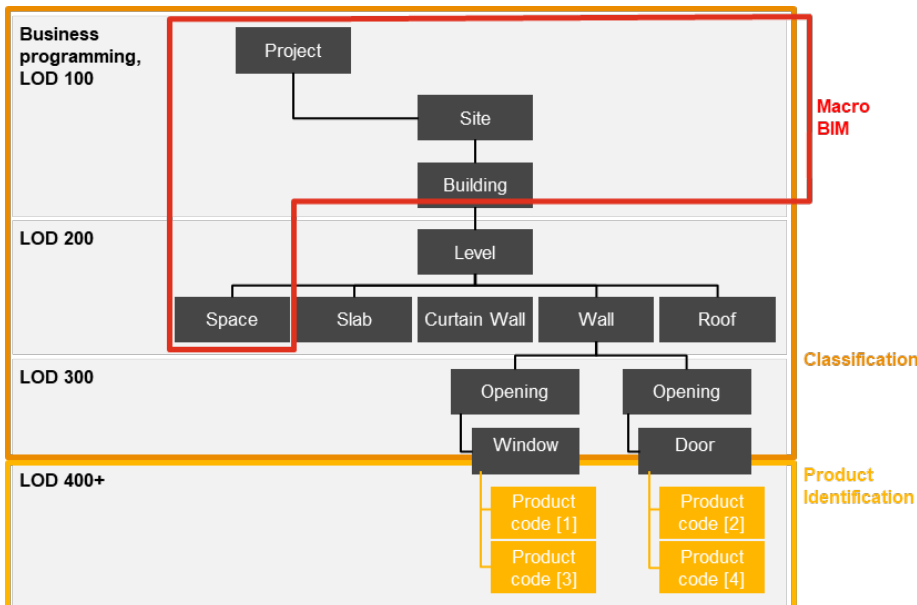 Business
programming,
LOD 100
Project
Site
Building
Macro
BIM
LOD 200
Level
Space
Slab
Curtain Wall
Wall
Roof
Classification
LOD 300
Opening
Opening
Window
Door
Product
Identification
LOD 400+
Product
code [1]
Product
code [2]
Product
code [3]
Product
code [4]